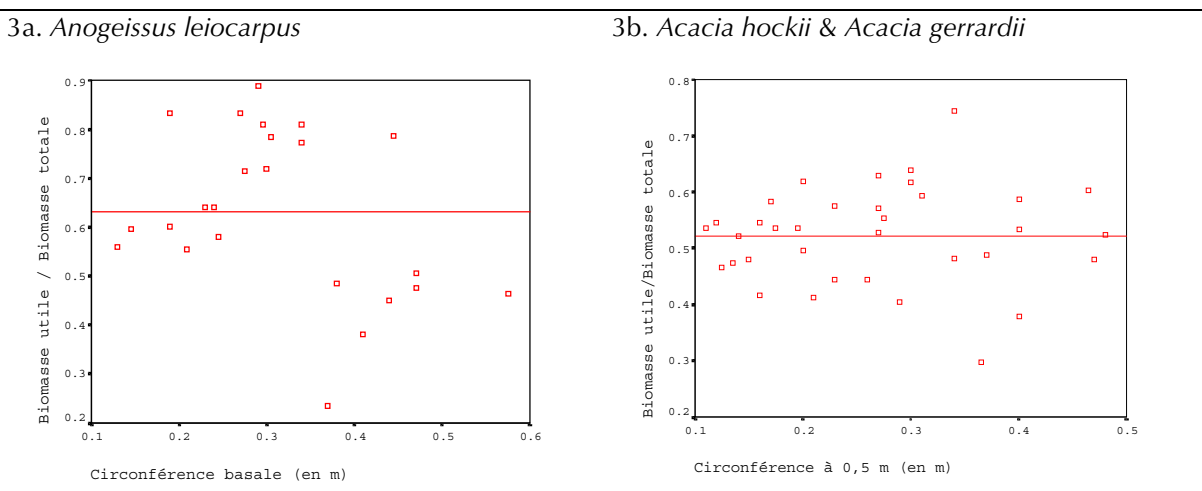 3a. Anogeissus leiocarpus
Biomasse utile / Biomasse totale
0.9
0.8
0.7
0.6
0.5
0.4
0.3
0.2
0.1 0.2 0.3 0.4 0.5 0.6
Circonférence basale (en m)
3b. Acacia hockii & Acacia gerrardii
Biomasse utile/Biomasse totale
0.8
0.7
0.6
0.5
0.4
0.3
0.2
0.1 0.2 0.3 0.4 0.5
Circonférence à 0,5 m (en m)